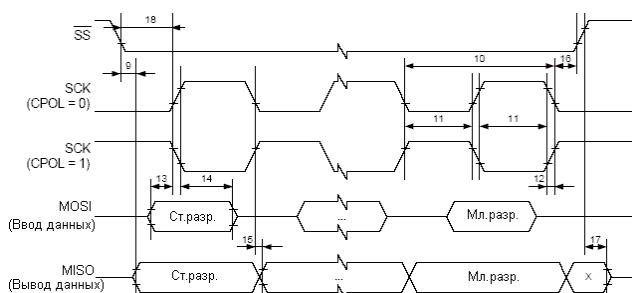 18
SS
9
10
16
SCK
(CPOL = 0)
11
11
SCK
(CPOL = 1)
12
13
14
MOSI
(Ввод данных)
Ст.разр.
...
Мл.разр.
15
17
MISO
(Вывод данных)
Ст.разр.
...
Мл.разр.
X